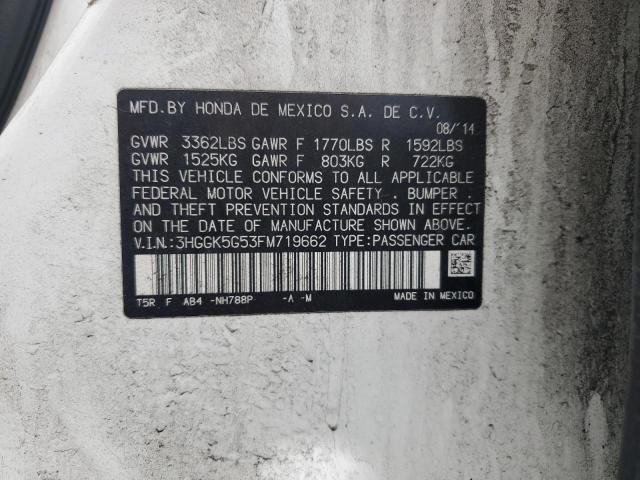 MFD.BY HONDA DE MEXICO S.A. DE C.V.
08/'14
GVWR 3362LBS GAWR F 1770LBS R 1592LBS
GVWR 1525KG GAWR F 803KG R 722KG
THIS VEHICLE CONFORMS TO ALL APPLICABLE
FEDERAL MOTOR VEHICLE SAFETY . BUMPER .
AND THEFT PREVENTION STANDARDS IN EFFECT
ON THE DATE OF MANUFACTURE SHOWN ABOVE.
V.I.N.:3HGGK5G53FM719662 TYPE:PASSENGER CAR
T5R F AB4 -NH788P -A -M MADE IN MEXICO